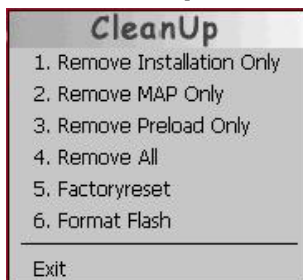 CleanUp
1. Remove Installation Only
2. Remove MAP Only
3. Remove Preload Only
4. Remove All
5. Factoryreset
6. Format Flash
Exit